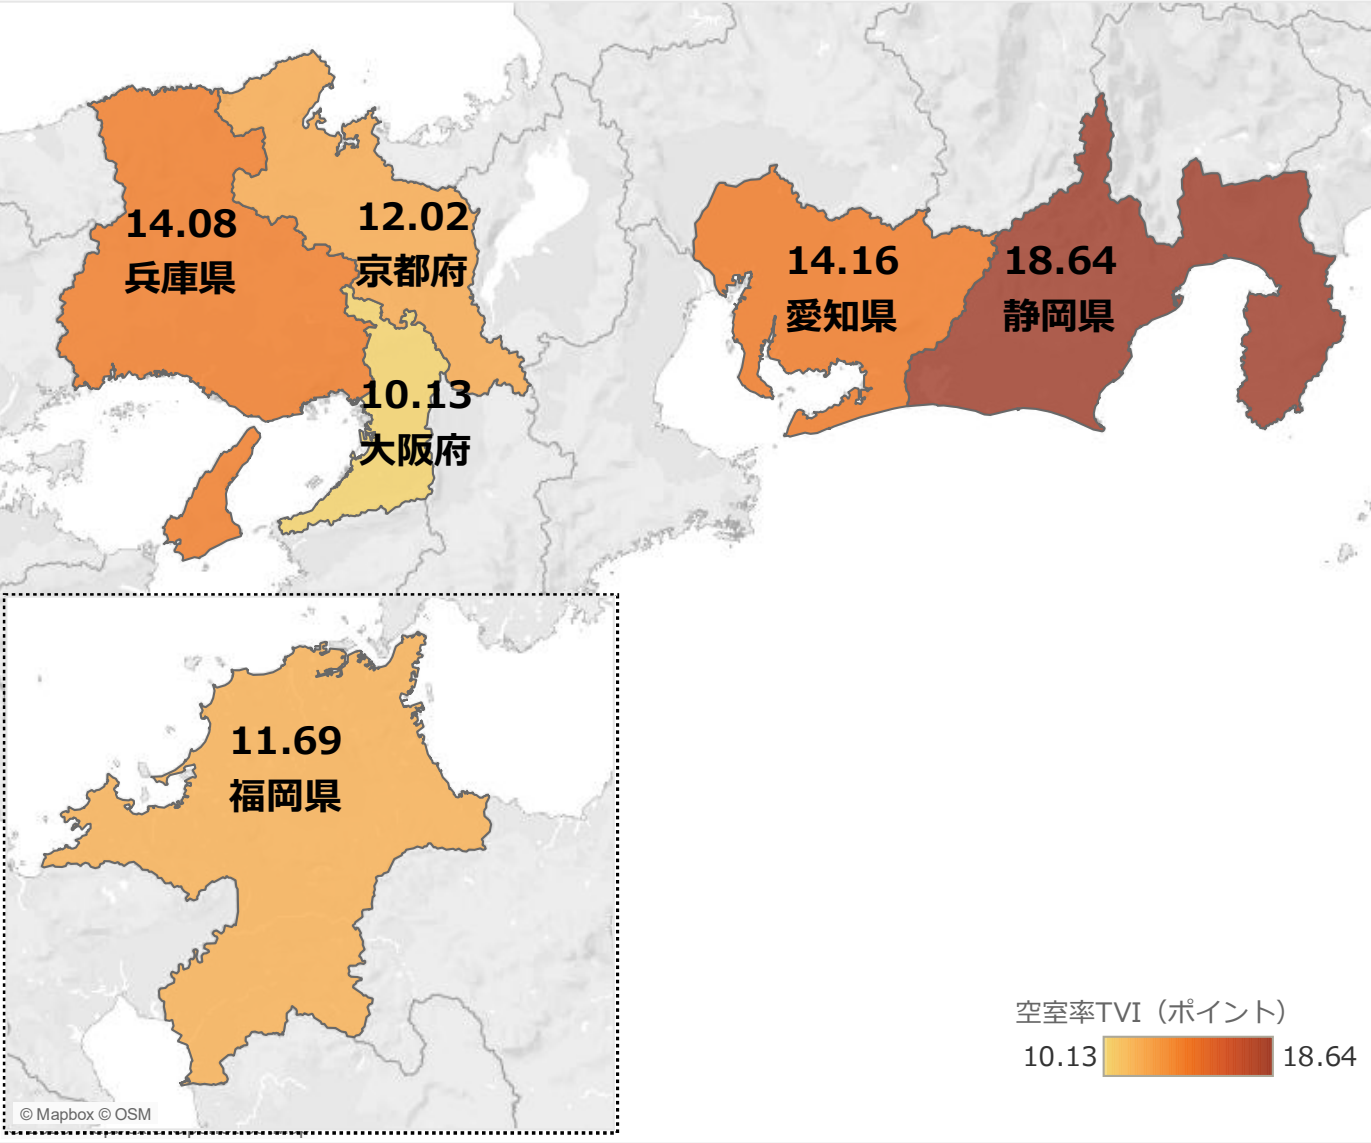 14.08
兵庫県
12.02
京都府
10.13
大阪府
14.16
愛知県
18.64
静岡県
11.69
福岡県
空室率TVI（ポイント）
10.13
18.64
© Mapbox © OSM